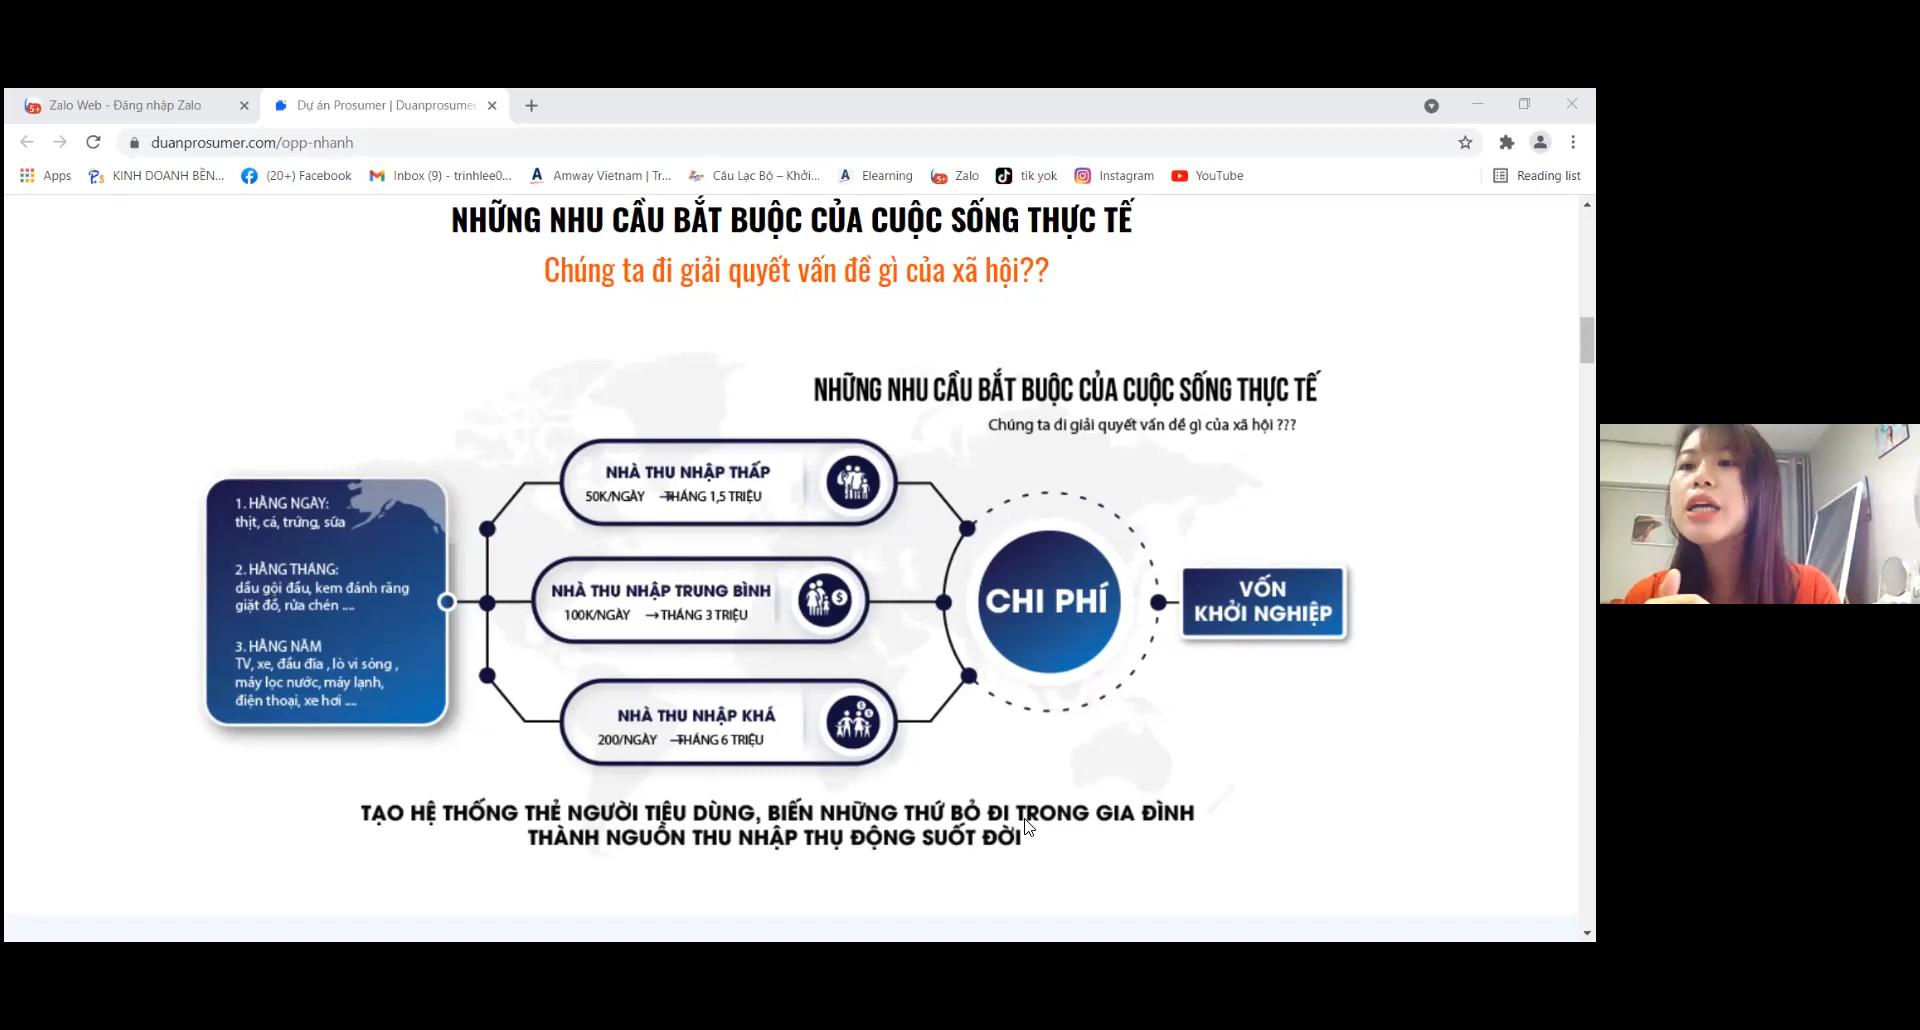 Zalo Web - Đăng nhập Zalo
Dự án Prosumer | Duanprosumer
duanprosumer.com/opp-nhanh
Apps
KINH DOANH BỀN...
(20+) Facebook
Inbox (9) - trinhlee0...
Amway Vietnam | Tr...
Câu Lạc Bộ – Khởi...
Elearning
Zalo
tik yok
Instagram
YouTube
Reading list
NHỮNG NHU CẦU BẮT BUỘC CỦA CUỘC SỐNG THỰC TẾ
Chúng ta đi giải quyết vấn đề gì của xã hội??
NHỮNG NHU CẦU BẮT BUỘC CỦA CUỘC SỐNG THỰC TẾ
Chúng ta đi giải quyết vấn đề gì của xã hội ???
1. HẰNG NGÀY:
thịt, cá, trứng, sữa
2. HẰNG THÁNG:
dầu gội đầu, kem đánh răng
giặt đồ, rửa chén ....
3. HẰNG NĂM
TV, xe, đầu đĩa , lò vi sóng ,
máy lọc nước, máy lạnh,
điện thoại, xe hơi ....
NHÀ THU NHẬP THẤP
50K/NGÀY → THÁNG 1,5 TRIỆU
NHÀ THU NHẬP TRUNG BÌNH
100K/NGÀY → THÁNG 3 TRIỆU
NHÀ THU NHẬP KHÁ
200/NGÀY → THÁNG 6 TRIỆU
CHI PHÍ
VỐN
KHỞI NGHIỆP
TẠO HỆ THỐNG THẺ NGƯỜI TIÊU DÙNG, BIẾN NHỮNG THỨ BỎ ĐI TRONG GIA ĐÌNH
THÀNH NGUỒN THU NHẬP THỤ ĐỘNG SUỐT ĐỜI